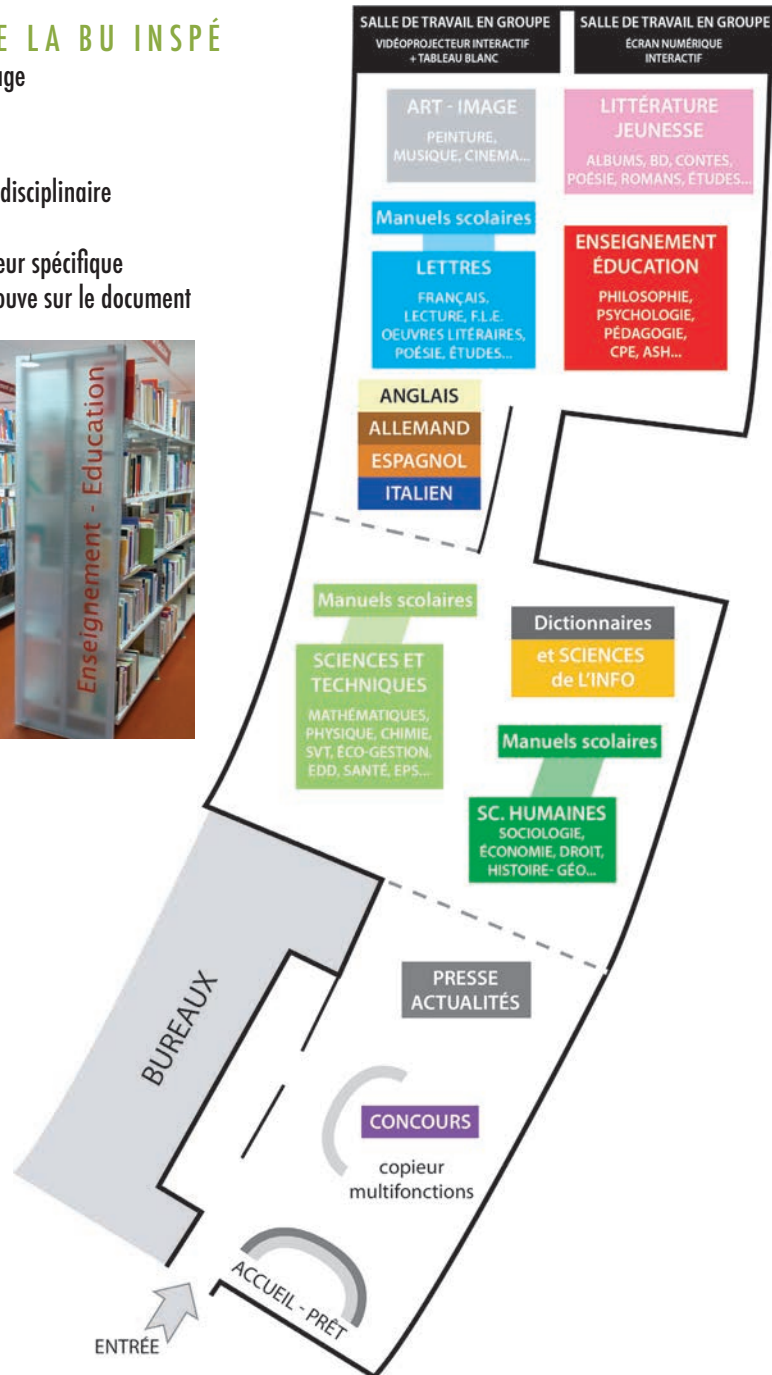 E LA BU INSPÉ
age
disciplinaire
eur spécifique
ouve sur le document
Enseignement - Education
SALLE DE TRAVAIL EN GROUPE
VIDÉOPROJECTEUR INTERACTIF
+ TABLEAU BLANC
SALLE DE TRAVAIL EN GROUPE
ÉCRAN NUMÉRIQUE
INTERACTIF
ART - IMAGE
PEINTURE,
MUSIQUE, CINEMA...
LITTÉRATURE
JEUNESSE
ALBUMS, BD, CONTES,
POÉSIE, ROMANS, ÉTUDES...
Manuels scolaires
LETTRES
FRANÇAIS,
LECTURE, F.L.E.
OEUVRES LITÉRAIRES,
POÉSIE, ÉTUDES...
ENSEIGNEMENT
ÉDUCATION
PHILOSOPHIE,
PSYCHOLOGIE,
PÉDAGOGIE,
CPE, ASH...
ANGLAIS
ALLEMAND
ESPAGNOL
ITALIEN
Manuels scolaires
SCIENCES ET
TECHNIQUES
MATHÉMATIQUES,
PHYSIQUE, CHIMIE,
SVT, ÉCO-GESTION,
EDD, SANTÉ, EPS...
Dictionnaires
et SCIENCES
de L'INFO
Manuels scolaires
SC. HUMAINES
SOCIOLOGIE,
ÉCONOMIE, DROIT,
HISTOIRE- GÉO...
BUREAUX
PRESSE
ACTUALITÉS
CONCOURS
copieur
multifonctions
ACCUEIL - PRÊT
ENTRÉE